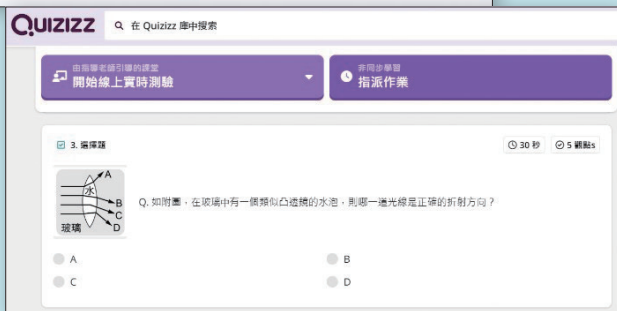 QUIZIZZ
在 Quizizz 庫中搜索
由指導老師引導的課堂
開始線上實時測驗
非同步學習
指派作業
3. 選擇題
30 秒
5 觀點s
A
水
B
C
玻璃
D
Q. 如附圖，在玻璃中有一個類似凸透鏡的水泡，則哪一道光線是正確的折射方向？
A
B
C
D